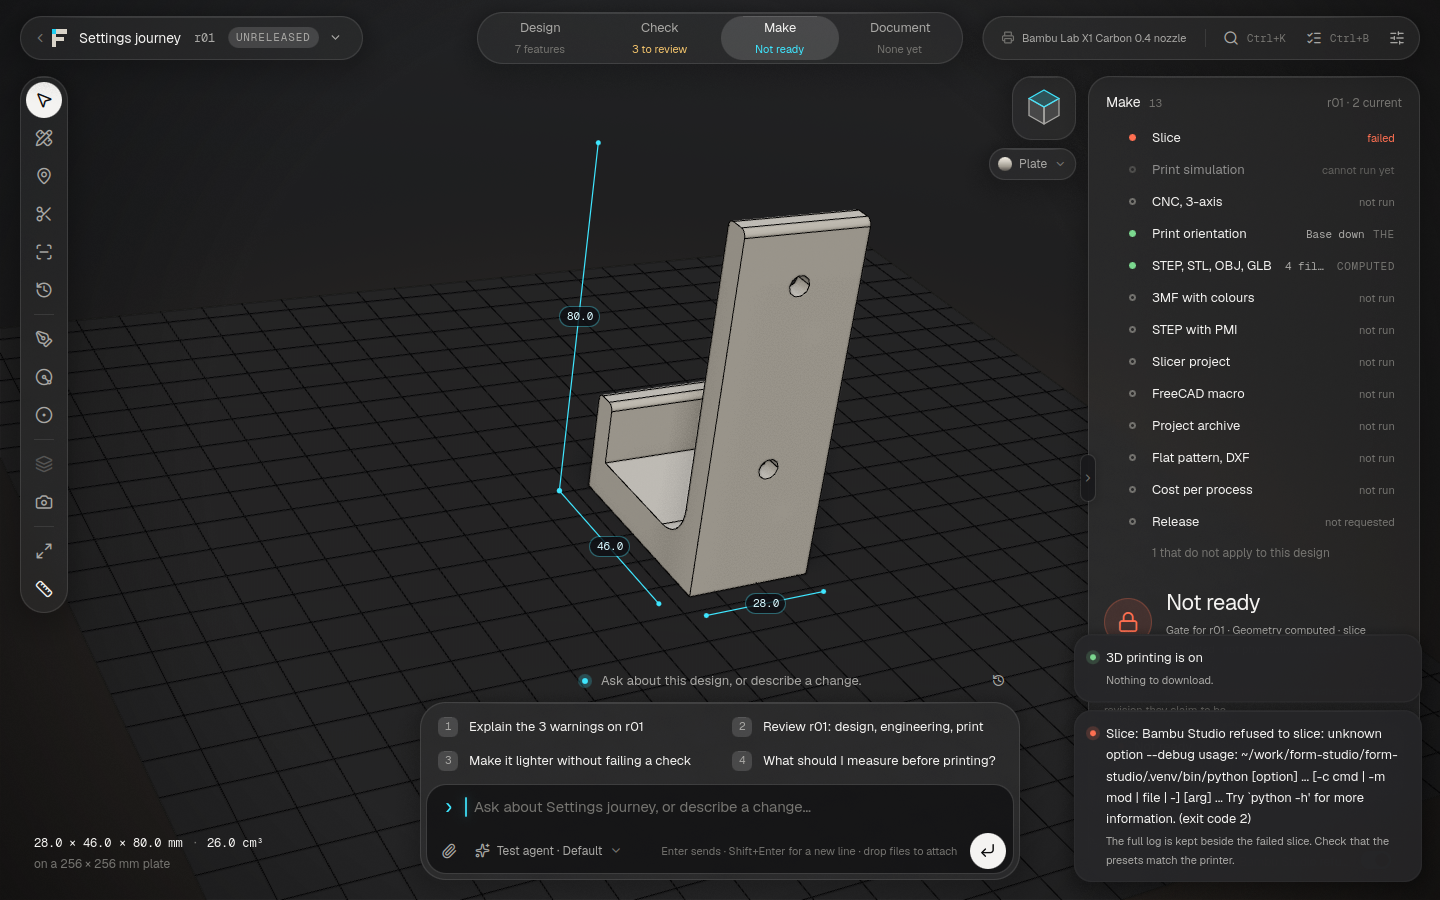 Settings journey r01 UNRELEASED
Design
7 features
Check
3 to review
Make
Not ready
Document
None yet
Bambu Lab X1 Carbon 0.4 nozzle
Ctrl+K
Ctrl+B
Plate
80.0
46.0
28.0
Make 13 r01 · 2 current
Slice failed
Print simulation cannot run yet
CNC, 3-axis not run
Print orientation Base down THE
STEP, STL, OBJ, GLB 4 fil… COMPUTED
3MF with colours not run
STEP with PMI not run
Slicer project not run
FreeCAD macro not run
Project archive not run
Flat pattern, DXF not run
Cost per process not run
Release not requested
1 that do not apply to this design
Not ready
Gate for r01 · Geometry computed · slice
3D printing is on
Nothing to download.
revision they claim to be
Slice: Bambu Studio refused to slice: unknown
option --debug usage: ~/work/form-studio/form-
studio/.venv/bin/python [option] ... [-c cmd | -m
mod | file | -] [arg] ... Try `python -h' for more
information. (exit code 2)
The full log is kept beside the failed slice. Check that the
presets match the printer.
Ask about this design, or describe a change.
1 Explain the 3 warnings on r01
2 Review r01: design, engineering, print
3 Make it lighter without failing a check
4 What should I measure before printing?
Ask about Settings journey, or describe a change...
Test agent · Default
Enter sends · Shift+Enter for a new line · drop files to attach
28.0 × 46.0 × 80.0 mm · 26.0 cm³
on a 256 × 256 mm plate